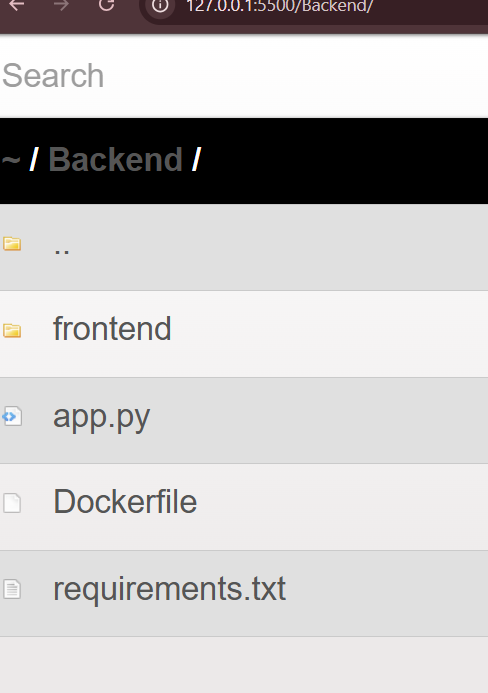 127.0.0.1:5500/Backend/
Search
~ / Backend /
..
frontend
app.py
Dockerfile
requirements.txt